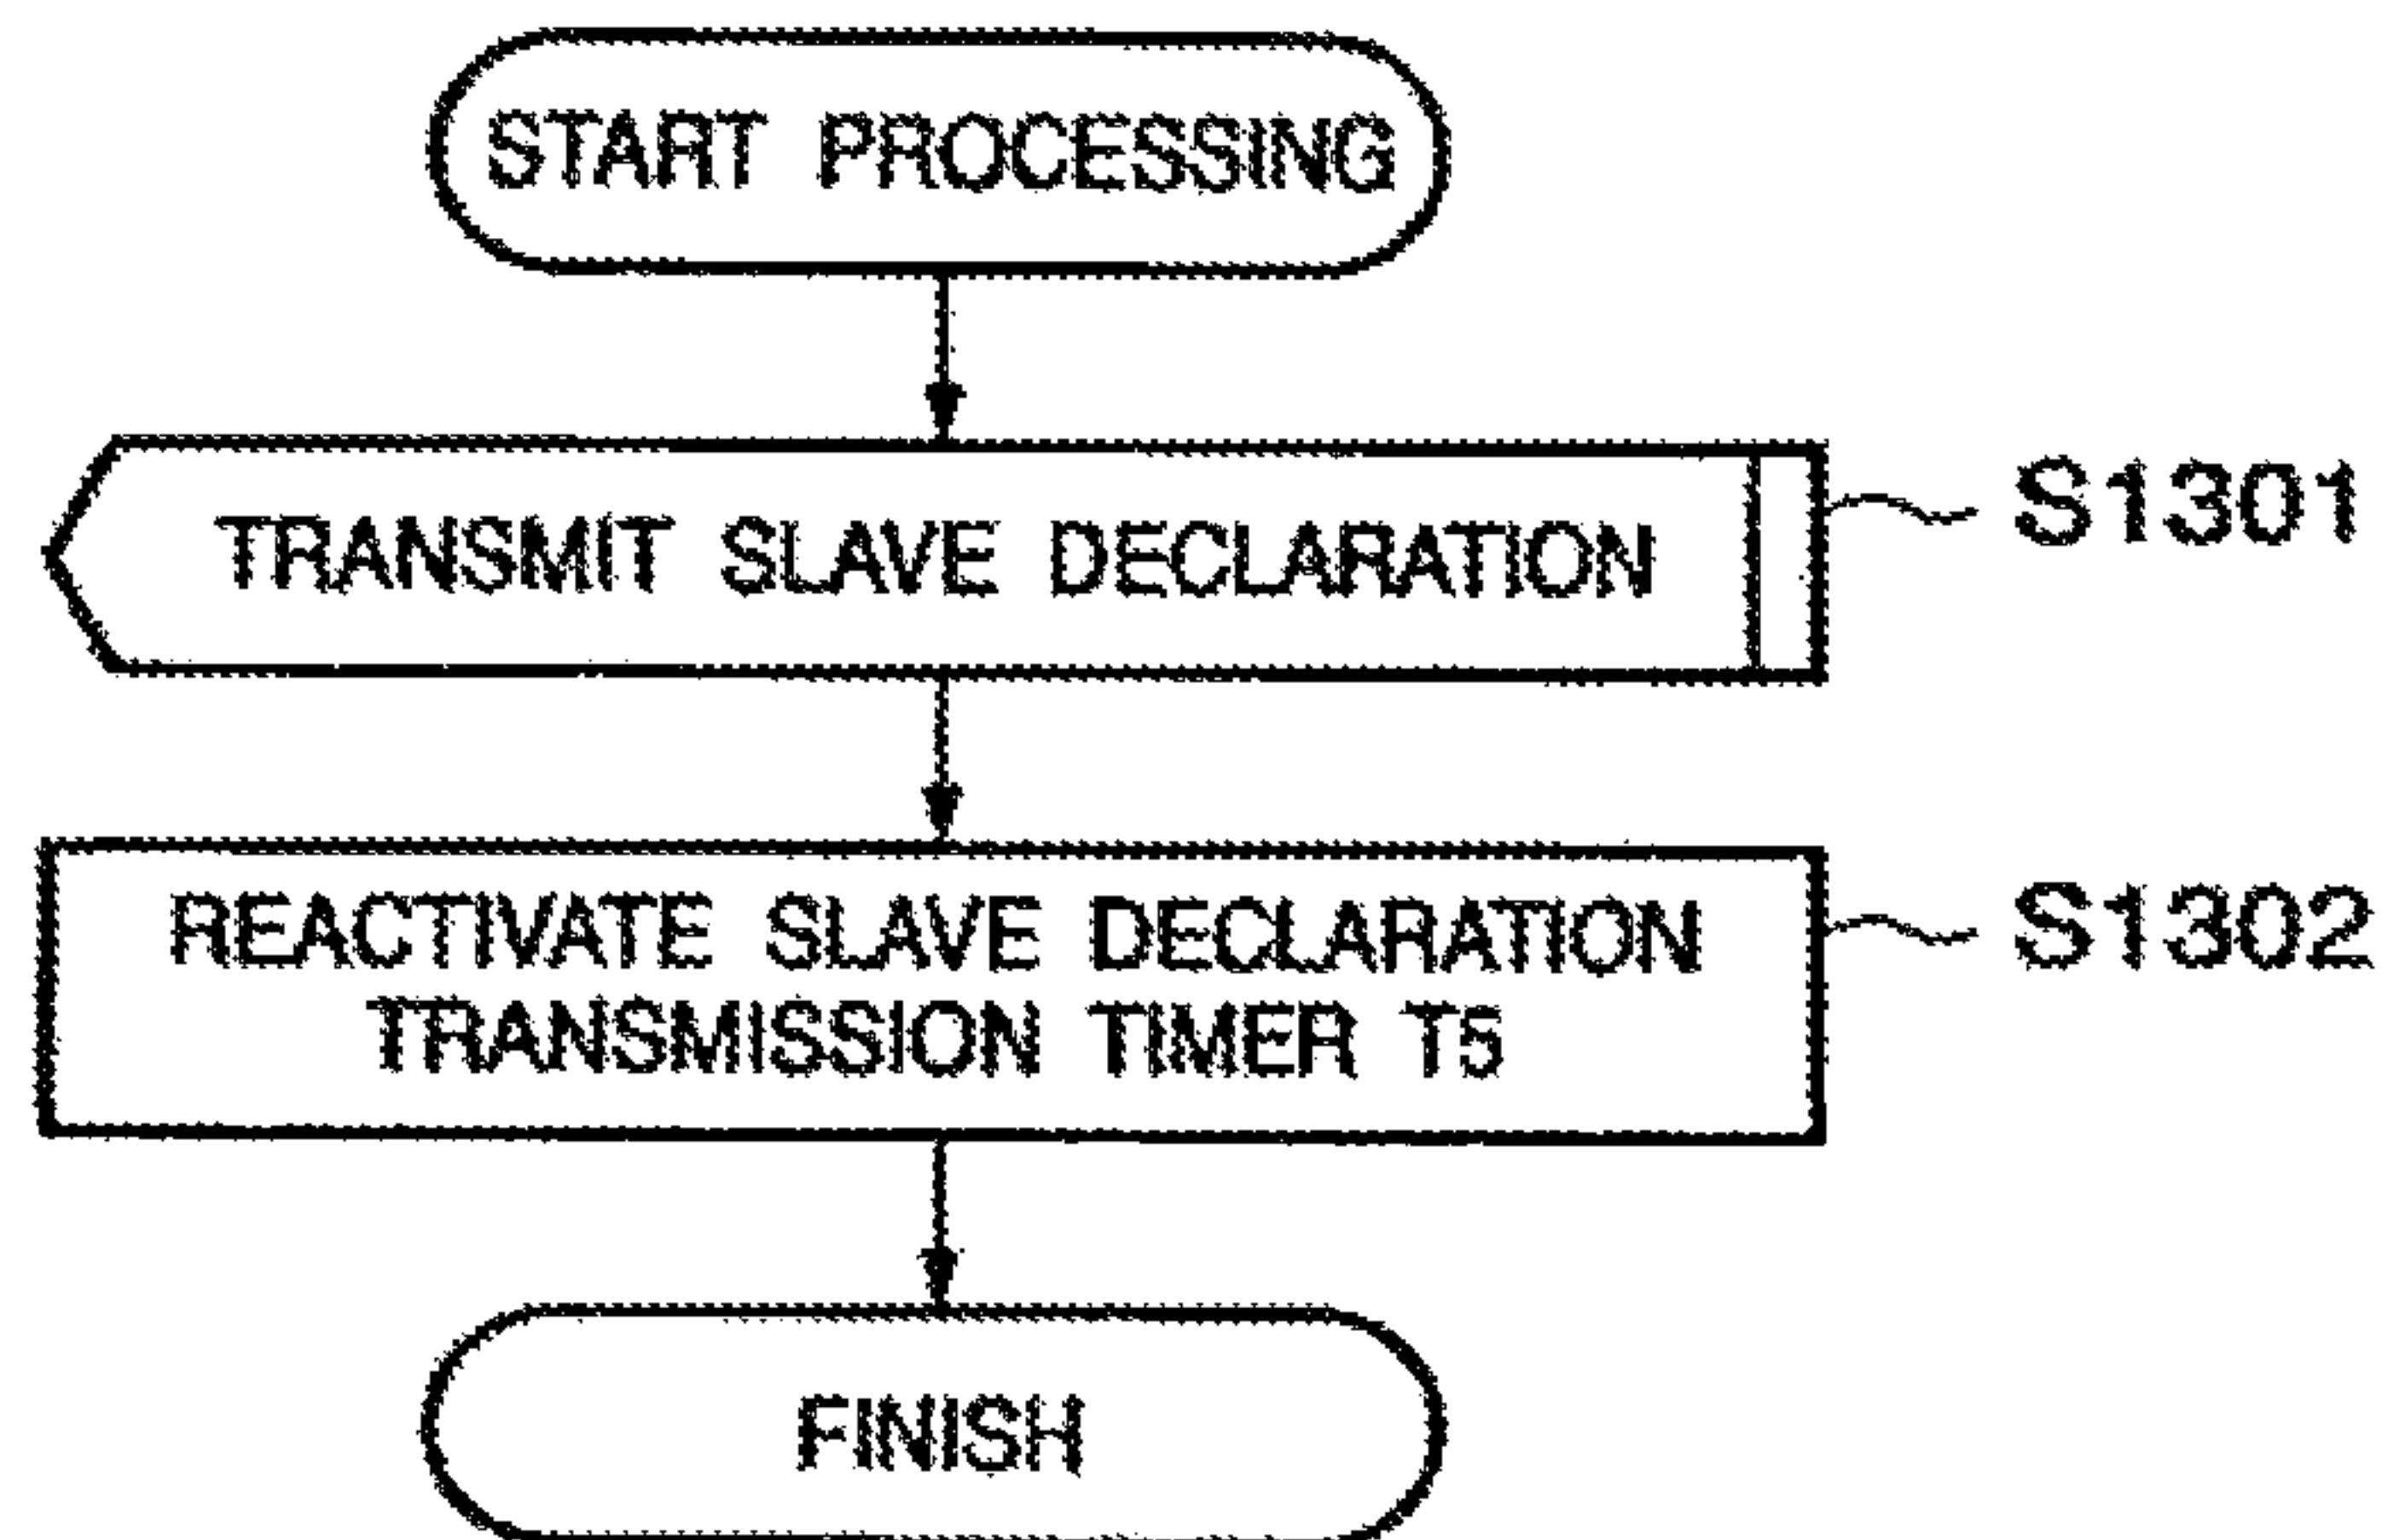 START PROCESSING
TRANSMIT SLAVE DECLARATION
S1301
REACTIVATE SLAVE DECLARATION
TRANSMISSION TIMER T5
S1302
FINISH